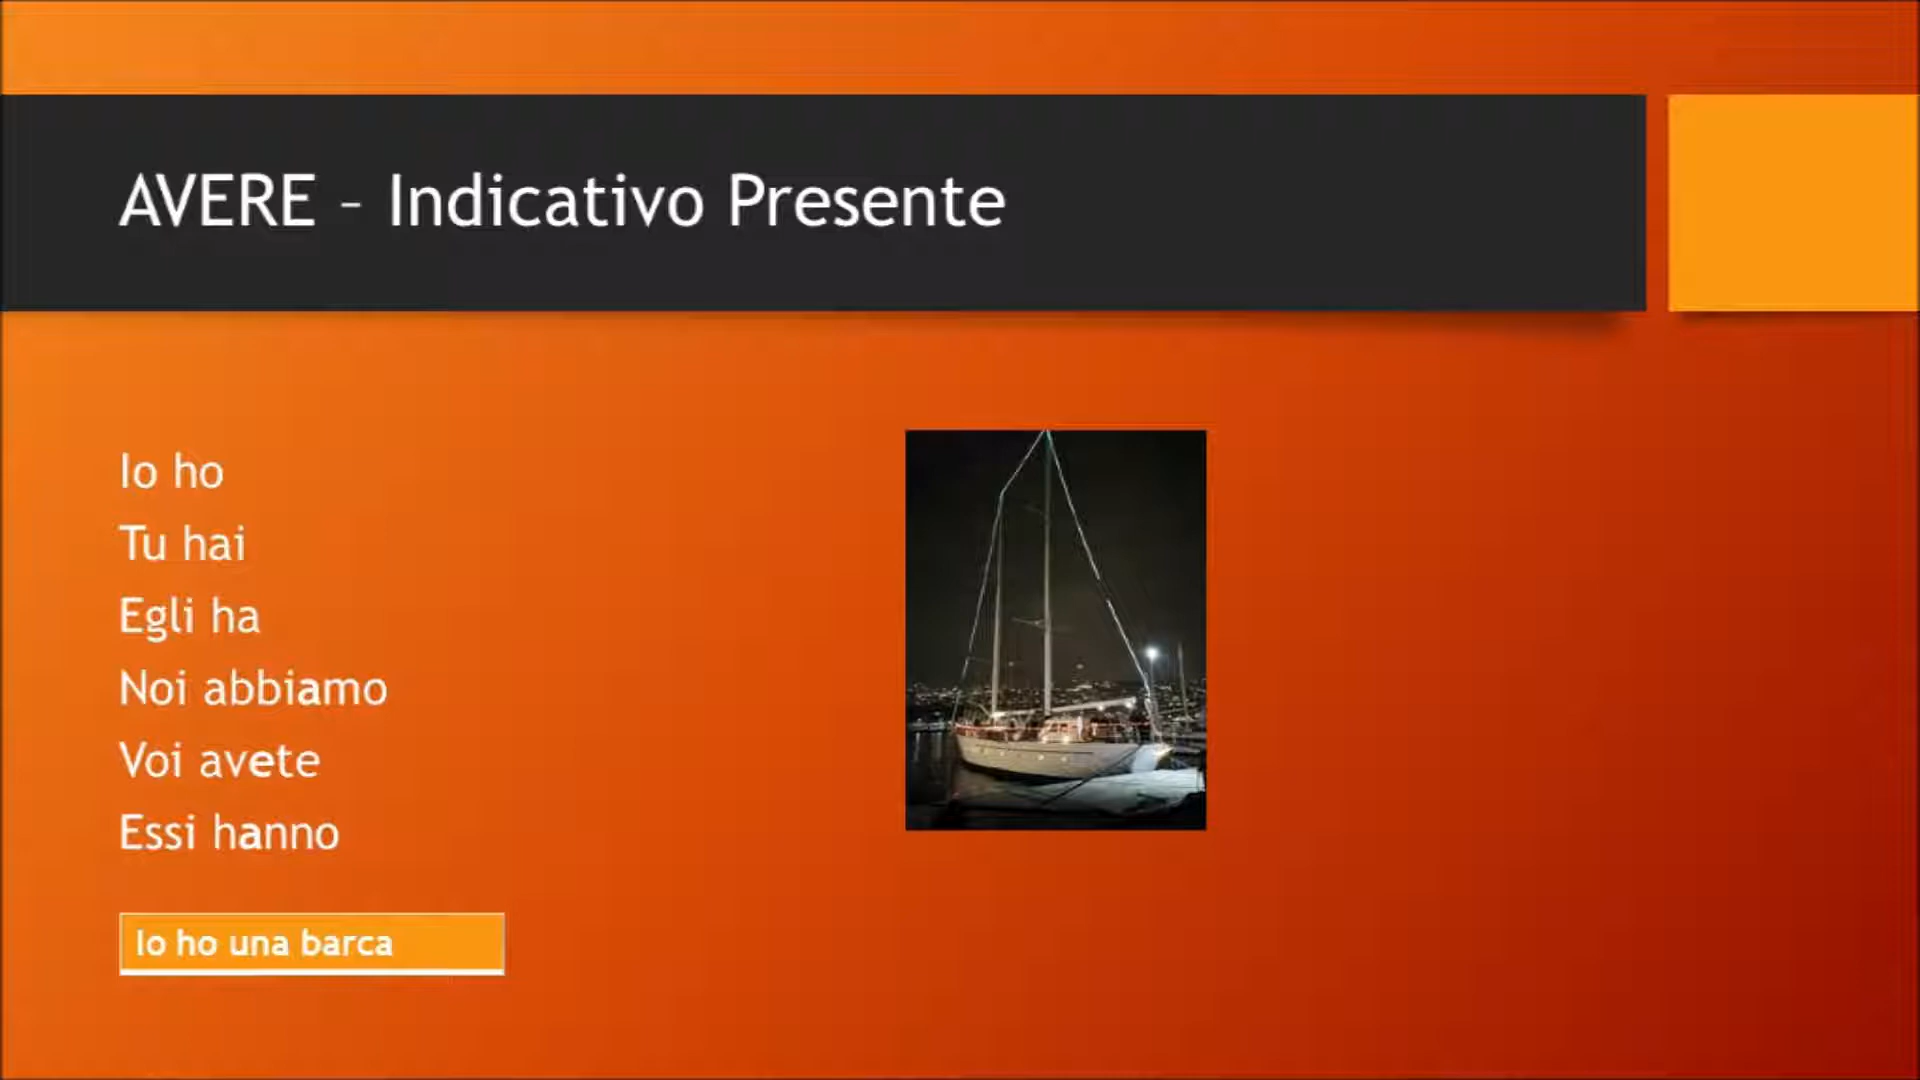 AVERE – Indicativo Presente
Io ho
Tu hai
Egli ha
Noi abbiamo
Voi avete
Essi hanno
Io ho una barca